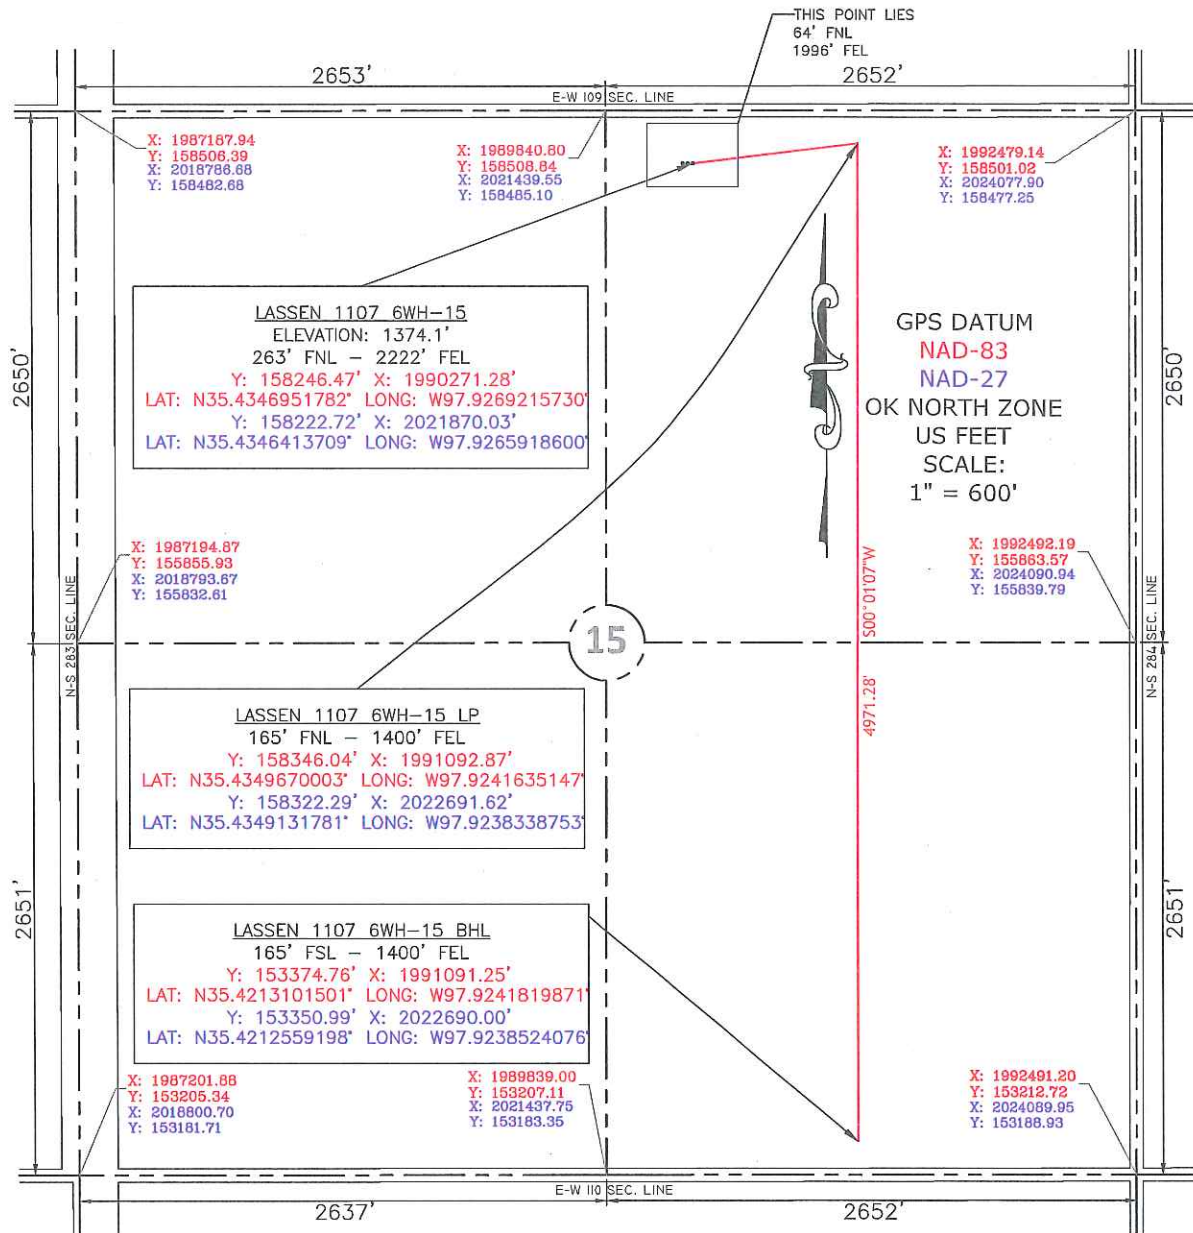 THIS POINT LIES
64' FNL
1996' FEL
2653'
2652'
E-W 109 SEC. LINE
X: 1987187.94
Y: 158506.39
X: 2018786.68
Y: 158482.68
X: 1989840.80
Y: 158508.84
X: 2021439.55
Y: 158485.10
X: 1992479.14
Y: 158501.02
X: 2024077.90
Y: 158477.25
LASSEN 1107 6WH-15
ELEVATION: 1374.1'
263' FNL - 2222' FEL
Y: 158246.47' X: 1990271.28'
LAT: N35.4346951782° LONG: W97.9269215730°
Y: 158222.72' X: 2021870.03'
LAT: N35.4346413709° LONG: W97.9265918600°
GPS DATUM
NAD-83
NAD-27
OK NORTH ZONE
US FEET
SCALE:
1" = 600'
2650'
2650'
X: 1987194.87
Y: 155855.93
X: 2018793.67
Y: 155832.61
X: 1992492.19
Y: 155863.57
X: 2024090.94
Y: 155839.79
N-S 283 SEC. LINE
N-S 284 SEC. LINE
S00°01'07"W
4971.28'
15
LASSEN 1107 6WH-15 LP
165' FNL - 1400' FEL
Y: 158346.04' X: 1991092.87'
LAT: N35.4349670003° LONG: W97.9241635147°
Y: 158322.29' X: 2022691.62'
LAT: N35.4349131781° LONG: W97.9238338753°
2651'
2651'
LASSEN 1107 6WH-15 BHL
165' FSL - 1400' FEL
Y: 153374.76' X: 1991091.25'
LAT: N35.4213101501° LONG: W97.9241819871°
Y: 153350.99' X: 2022690.00'
LAT: N35.4212559198° LONG: W97.9238524076°
X: 1987201.88
Y: 153205.34
X: 2018800.70
Y: 153181.71
X: 1989839.00
Y: 153207.11
X: 2021437.75
Y: 153183.35
X: 1992491.20
Y: 153212.72
X: 2024089.95
Y: 153188.93
E-W 110 SEC. LINE
2637'
2652'